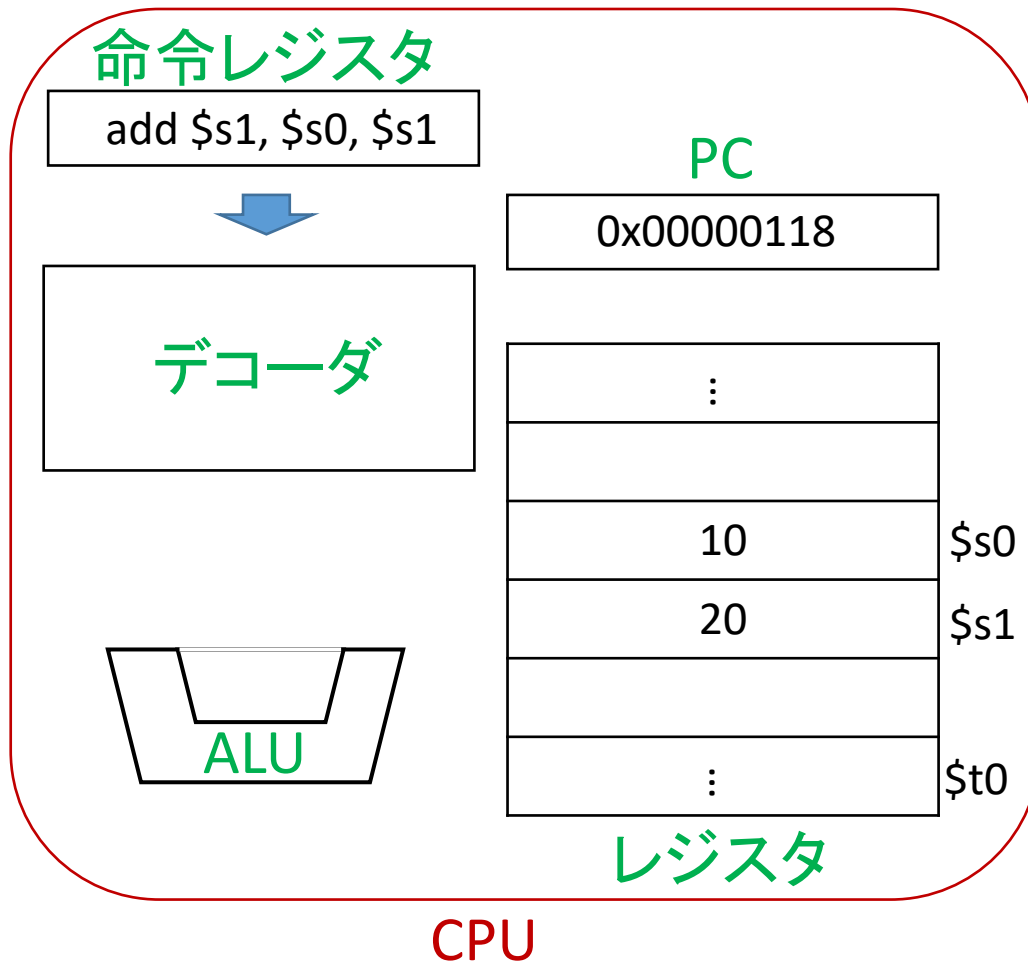 命令レジスタ
add $s1, $s0, $s1
PC
0x00000118
デコーダ
...
10
$s0
20
$s1
ALU
...
$t0
レジスタ
CPU